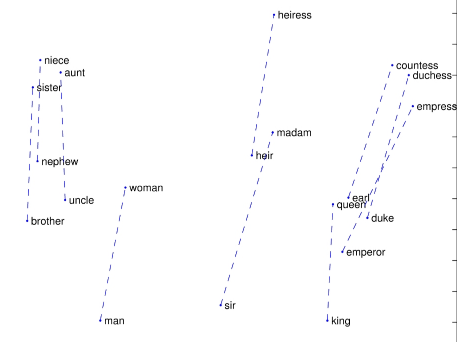 heiress
niece
countess
aunt
duchess
sister
empress
madam
heir
nephew
woman
earl
uncle
queen
duke
brother
emperor
sir
man
king